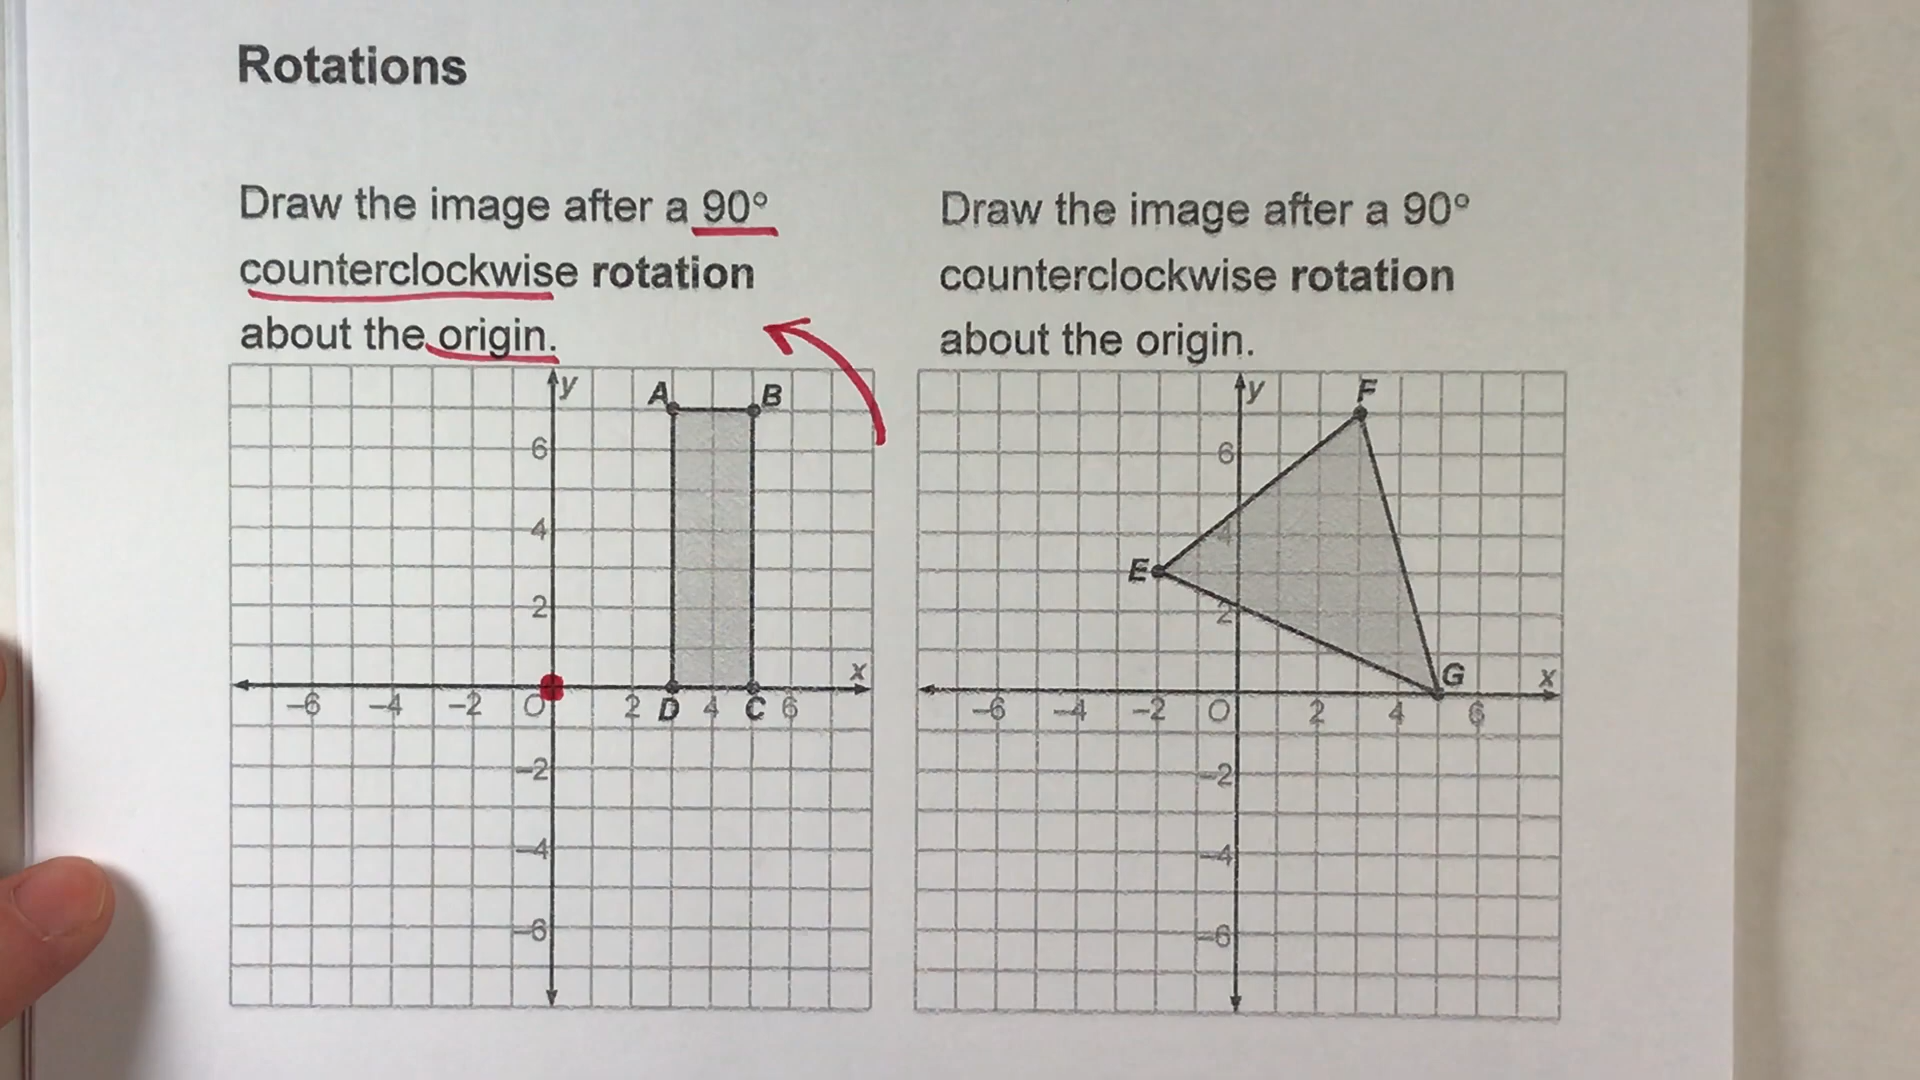 Rotations
Draw the image after a 90°
counterclockwise rotation
about the origin.
y
A
B
6
4
2
x
–6
–4
–2
O
2
D
4
C
6
–2
–4
–6
Draw the image after a 90°
counterclockwise rotation
about the origin.
y
F
6
4
E
2
G
x
–6
–4
–2
O
2
4
6
–2
–4
–6